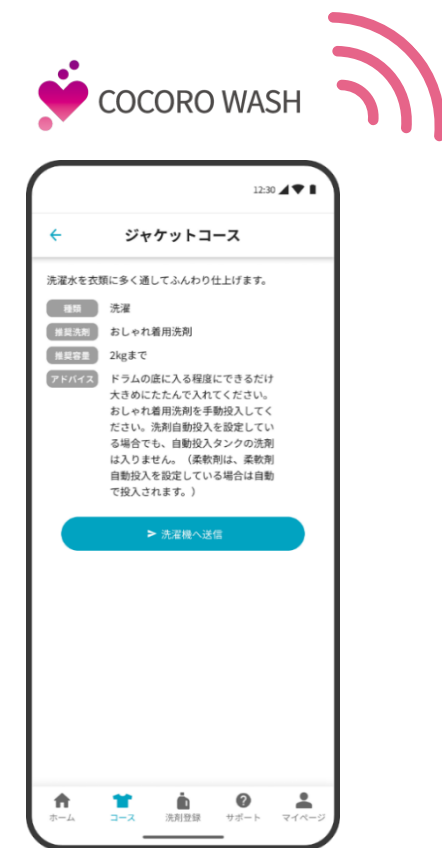 COCORO WASH
12:30
ジャケットコース
洗濯水を衣類に多く通してふんわり仕上げます。
種類 洗濯
推奨洗剤 おしゃれ着用洗剤
推奨容量 2kgまで
アドバイス ドラムの底に入る程度にできるだけ
大きめにたたんで入れてください。
おしゃれ着用洗剤を手動投入してく
ださい。洗剤自動投入を設定してい
る場合でも、自動投入タンクの洗剤
は入りません。（柔軟剤は、柔軟剤
自動投入を設定している場合は自動
で投入されます。）
洗濯機へ送信
ホーム コース 洗剤登録 サポート マイページ